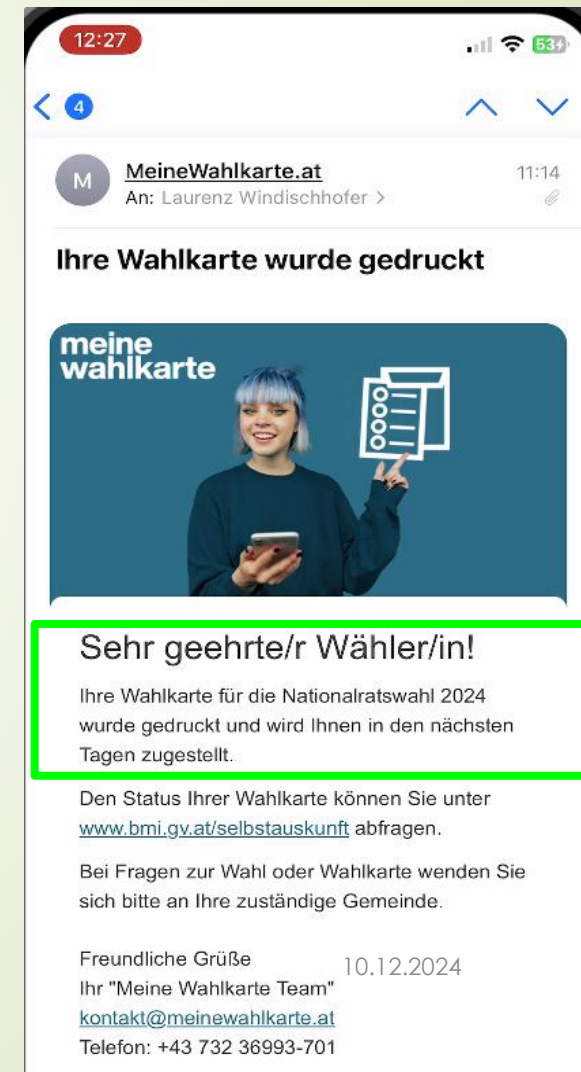 12:27
53
4
M
MeineWahlkarte.at
11:14
An: Laurenz Windischhofer >
Ihre Wahlkarte wurde gedruckt
meine
wahlkarte
Sehr geehrte/r Wähler/in!
Ihre Wahlkarte für die Nationalratswahl 2024
wurde gedruckt und wird Ihnen in den nächsten
Tagen zugestellt.
Den Status Ihrer Wahlkarte können Sie unter
www.bmi.gv.at/selbstauskunft abfragen.
Bei Fragen zur Wahl oder Wahlkarte wenden Sie
sich bitte an Ihre zuständige Gemeinde.
Freundliche Grüße
10.12.2024
Ihr "Meine Wahlkarte Team"
kontakt@meinewahlkarte.at
Telefon: +43 732 36993-701